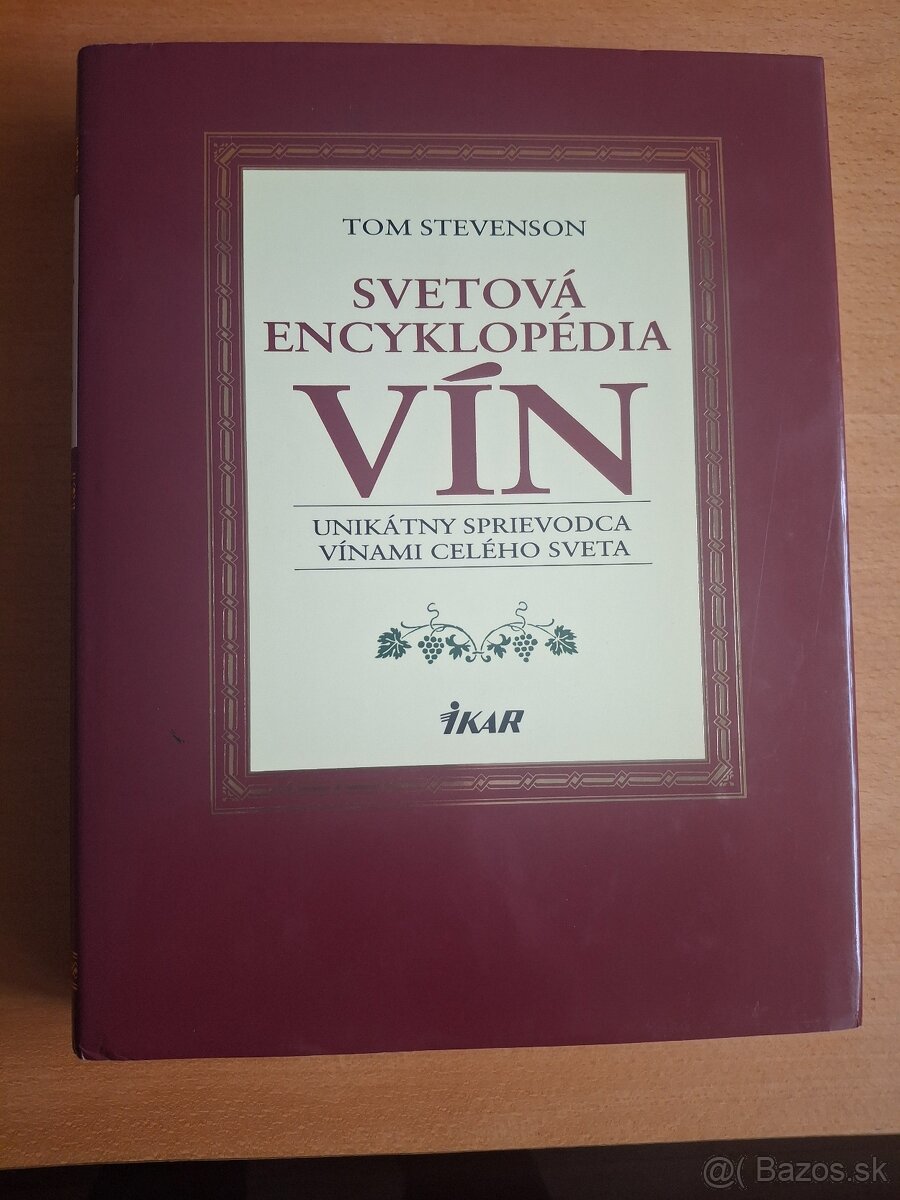 TOM STEVENSON
SVETOVÁ
ENCYKLOPÉDIA
VÍN
UNIKÁTNY SPRIEVODCA
VÍNAMI CELÉHO SVETA
IKAR
@( Bazos.sk